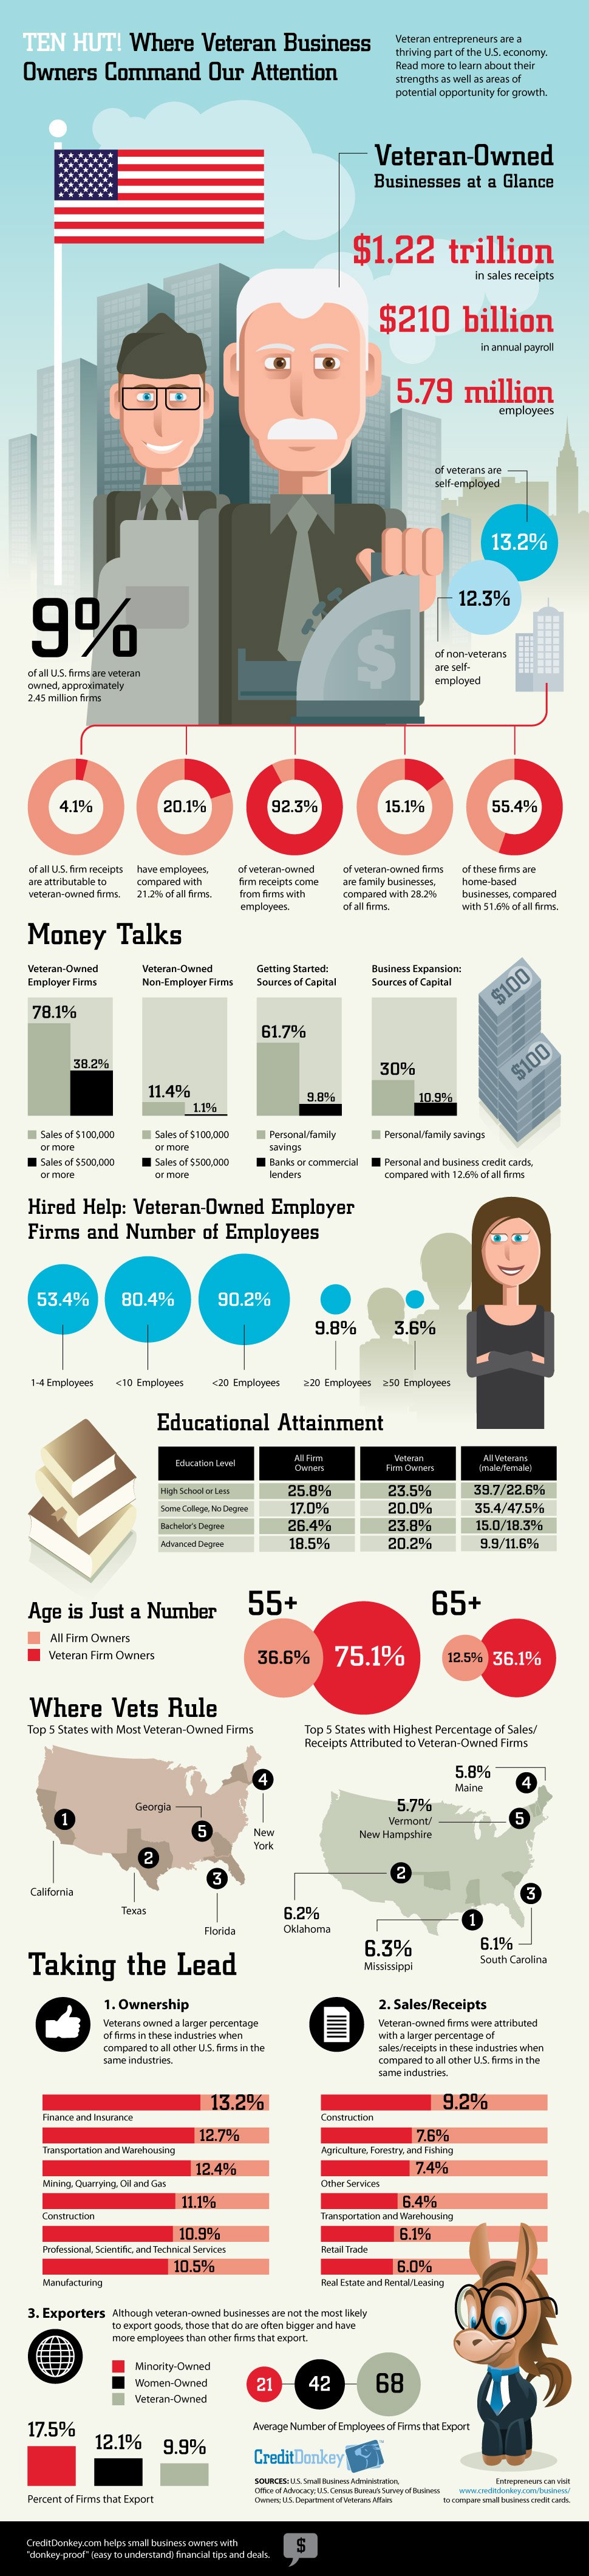 TEN HUT! Where Veteran Business
Owners Command Our Attention
Veteran entrepreneurs are a
thriving part of the U.S. economy.
Read more to learn about their
strengths as well as areas of
potential opportunity for growth.
Veteran-Owned
Businesses at a Glance
$1.22 trillion
in sales receipts
$210 billion
in annual payroll
5.79 million
employees
of veterans are
self-employed
13.2%
12.3%
of non-veterans
are self-
employed
$
9%
of all U.S. firms are veteran
owned, approximately
2.45 million firms
4.1%
of all U.S. firm receipts
are attributable to
veteran-owned firms.
20.1%
have employees,
compared with
21.2% of all firms.
92.3%
of veteran-owned
firm receipts come
from firms with
employees.
15.1%
of veteran-owned firms
are family businesses,
compared with 28.2%
of all firms.
55.4%
of these firms are
home-based
businesses, compared
with 51.6% of all firms.
Money Talks
Veteran-Owned
Employer Firms
78.1%
38.2%
Sales of $100,000
or more
Sales of $500,000
or more
Veteran-Owned
Non-Employer Firms
11.4%
1.1%
Sales of $100,000
or more
Sales of $500,000
or more
Getting Started:
Sources of Capital
61.7%
9.8%
Personal/family
savings
Banks or commercial
lenders
Business Expansion:
Sources of Capital
30%
10.9%
Personal/family savings
Personal and business credit cards,
compared with 12.6% of all firms
$100
$100
Hired Help: Veteran-Owned Employer
Firms and Number of Employees
53.4%
80.4%
90.2%
9.8%
3.6%
1-4 Employees
<10 Employees
<20 Employees
≥20 Employees
≥50 Employees
Educational Attainment
Education Level
All Firm
Owners
Veteran
Firm Owners
All Veterans
(male/female)
High School or Less 25.8% 23.5% 39.7/22.6%
Some College, No Degree 17.0% 20.0% 35.4/47.5%
Bachelor's Degree 26.4% 23.8% 15.0/18.3%
Advanced Degree 18.5% 20.2% 9.9/11.6%
Age is Just a Number
All Firm Owners
Veteran Firm Owners
55+
36.6%
75.1%
65+
12.5%
36.1%
Where Vets Rule
Top 5 States with Most Veteran-Owned Firms
1
California
2
Texas
3
Florida
4
New
York
Georgia
5
Top 5 States with Highest Percentage of Sales/
Receipts Attributed to Veteran-Owned Firms
5.8%
Maine
4
5.7%
Vermont/
New Hampshire
5
2
6.2%
Oklahoma
1
6.3%
Mississippi
3
6.1%
South Carolina
Taking the Lead
1. Ownership
Veterans owned a larger percentage
of firms in these industries when
compared to all other U.S. firms in the
same industries.
13.2%
Finance and Insurance
12.7%
Transportation and Warehousing
12.4%
Mining, Quarrying, Oil and Gas
11.1%
Construction
10.9%
Professional, Scientific, and Technical Services
10.5%
Manufacturing
2. Sales/Receipts
Veteran-owned firms were attributed
with a larger percentage of
sales/receipts in these industries when
compared to all other U.S. firms in the
same industries.
9.2%
Construction
7.6%
Agriculture, Forestry, and Fishing
7.4%
Other Services
6.4%
Transportation and Warehousing
6.1%
Retail Trade
6.0%
Real Estate and Rental/Leasing
3. Exporters
Although veteran-owned businesses are not the most likely
to export goods, those that do are often bigger and have
more employees than other firms that export.
Minority-Owned
Women-Owned
Veteran-Owned
17.5%
12.1%
9.9%
Percent of Firms that Export
21
42
68
Average Number of Employees of Firms that Export
CreditDonkey
SOURCES: U.S. Small Business Administration,
Office of Advocacy; U.S. Census Bureau's Survey of Business
Owners; U.S. Department of Veterans Affairs
Entrepreneurs can visit
www.creditdonkey.com/business/
to compare small business credit cards.
CreditDonkey.com helps small business owners with
"donkey-proof" (easy to understand) financial tips and deals.
$